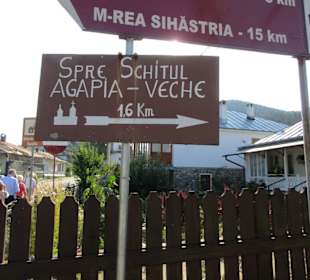 M-REA SIHĂSTRIA - 15 KM
SPRE SCHITUL
AGAPIA - VECHE
1,6 KM